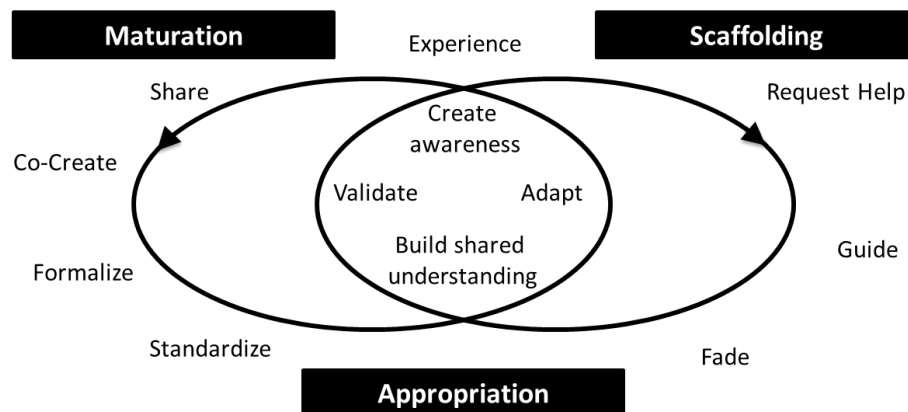 Maturation
Experience
Scaffolding
Share
Request Help
Create
awareness
Co-Create
Validate
Adapt
Build shared
understanding
Formalize
Guide
Standardize
Fade
Appropriation